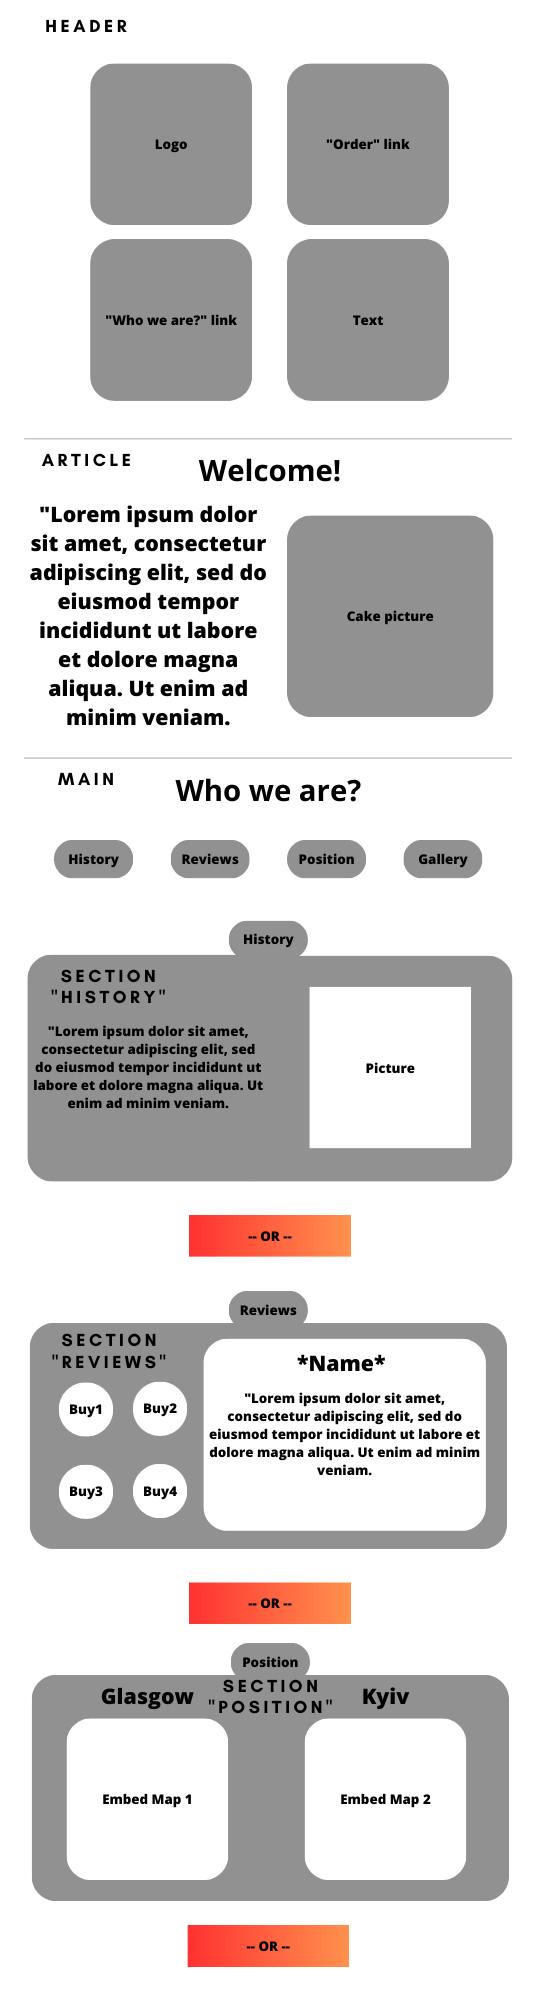 HEADER
Logo
"Order" link
"Who we are?" link
Text
ARTICLE
Welcome!
"Lorem ipsum dolor
sit amet, consectetur
adipiscing elit, sed do
eiusmod tempor
incididunt ut labore
et dolore magna
aliqua. Ut enim ad
minim veniam.
Cake picture
MAIN
Who we are?
History
Reviews
Position
Gallery
History
SECTION
"HISTORY"
"Lorem ipsum dolor sit amet,
consectetur adipiscing elit, sed
do eiusmod tempor incididunt ut
labore et dolore magna aliqua. Ut
enim ad minim veniam.
Picture
-- OR --
Reviews
SECTION
"REVIEWS"
Buy1
Buy2
Buy3
Buy4
*Name*
"Lorem ipsum dolor sit amet,
consectetur adipiscing elit, sed do
eiusmod tempor incididunt ut labore et
dolore magna aliqua. Ut enim ad minim
veniam.
-- OR --
Position
SECTION
"POSITION"
Glasgow
Kyiv
Embed Map 1
Embed Map 2
-- OR --